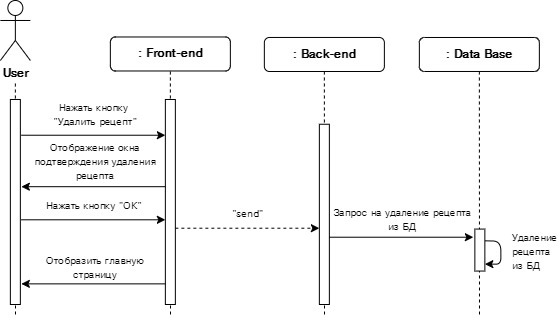 : Front-end
: Back-end
: Data Base
User
Нажать кнопку
"Удалить рецепт"
Отображение окна
подтверждения удаления
рецепта
Нажать кнопку "ОК"
"send"
Запрос на удаление рецепта
из БД
Удаление
рецепта
из БД
Отобразить главную
страницу